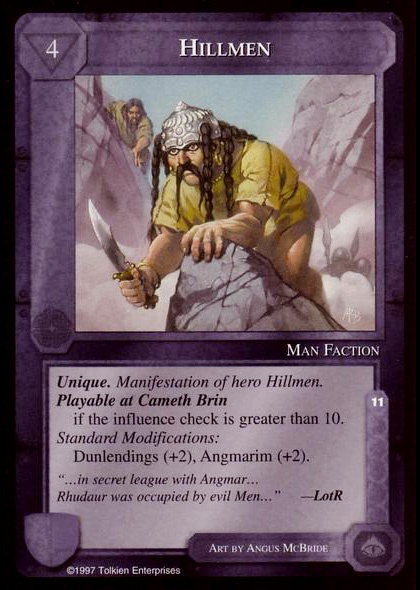 4
HILLMEN
MAN FACTION
Unique. Manifestation of hero Hillmen.
Playable at Cameth Brin
if the influence check is greater than 10.
Standard Modifications:
Dunlendings (+2), Angmarim (+2).
11
“...in secret league with Angmar...
Rhudaur was occupied by evil Men...” —LotR
ART BY ANGUS MCBRIDE
©1997 Tolkien Enterprises